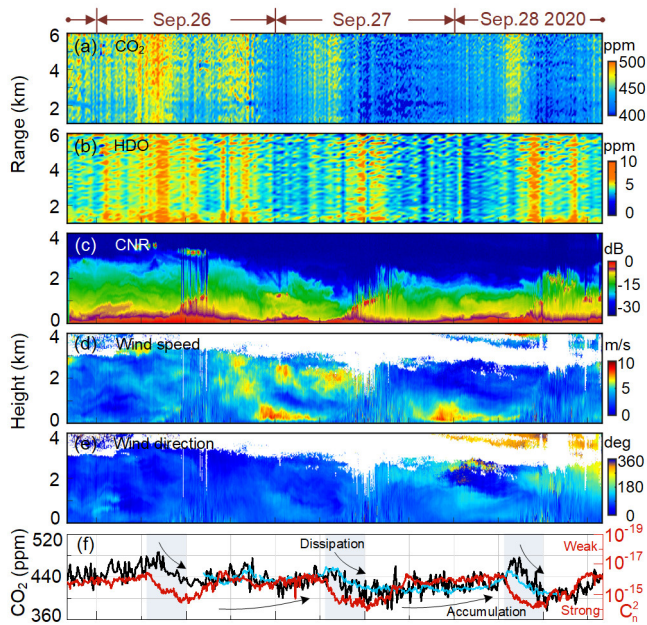 Sep.26 Sep.27 Sep.28 2020
(a) CO₂
ppm
500
400
6
4
2
Range (km)
(b) HDO
ppm
10
5
0
6
4
2
(c) CNR
dB
0
-15
-30
4
2
0
Height (km)
(d) Wind speed
m/s
10
5
0
4
2
0
(e) Wind direction
deg
360
180
0
4
2
0
(f)
CO₂ (ppm)
520
440
360
Dissipation
Accumulation
Weak
Strong
10⁻¹⁹
10⁻¹⁷
10⁻¹⁵
C²ₙ